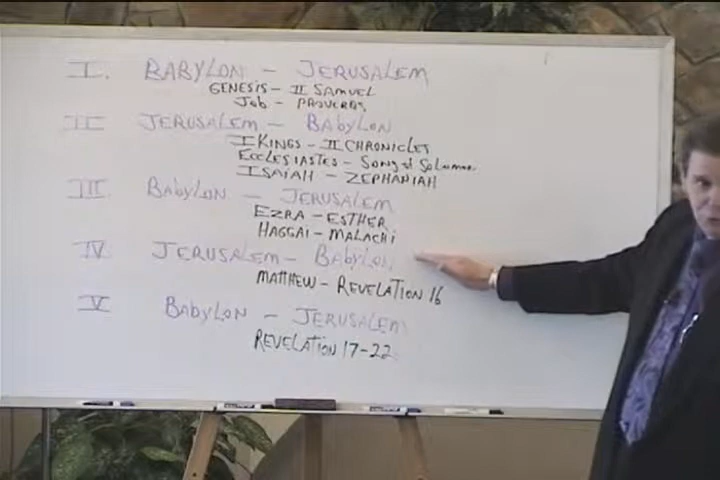 I. BABYLON - JERUSALEM
GENESIS - II SAMUEL
JOB - PROVERBS
II JERUSALEM - BABYLON
I KINGS - II CHRONICLES
ECCLESIASTES - SONG of SOLOMON
ISAIAH - ZEPHANIAH
III BABYLON - JERUSALEM
EZRA - ESTHER
HAGGAI - MALACHI
IV JERUSALEM - BABYLON
MATTHEW - REVELATION 16
V BABYLON - JERUSALEM
REVELATION 17-22